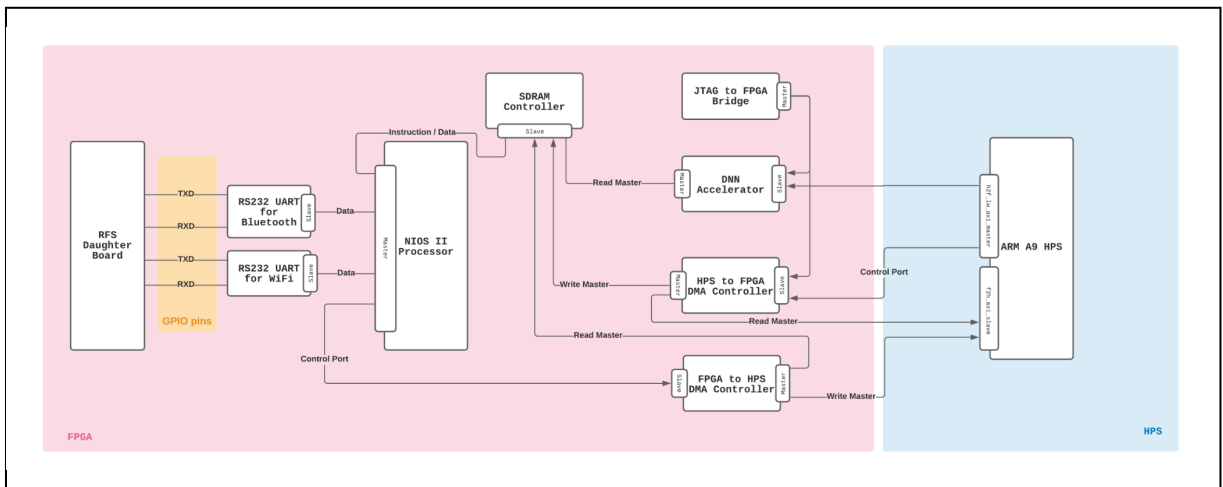 SDRAM
Controller
Slave
JTAG to FPGA
Bridge
Master
Instruction / Data
RFS
Daughter
Board
TXD
RXD
TXD
RXD
GPIO pins
RS232 UART
for
Bluetooth
Slave
RS232 UART
for WiFi
Slave
Data
Data
Master
NIOS II
Processor
Read Master
Master
DNN
Accelerator
Slave
Write Master
Master
HPS to FPGA
DMA Controller
Slave
Control Port
Read Master
Read Master
Control Port
Slave
FPGA to HPS
DMA Controller
Master
Write Master
h2f_lw_axi_master
f2h_axi_slave
ARM A9 HPS
FPGA
HPS